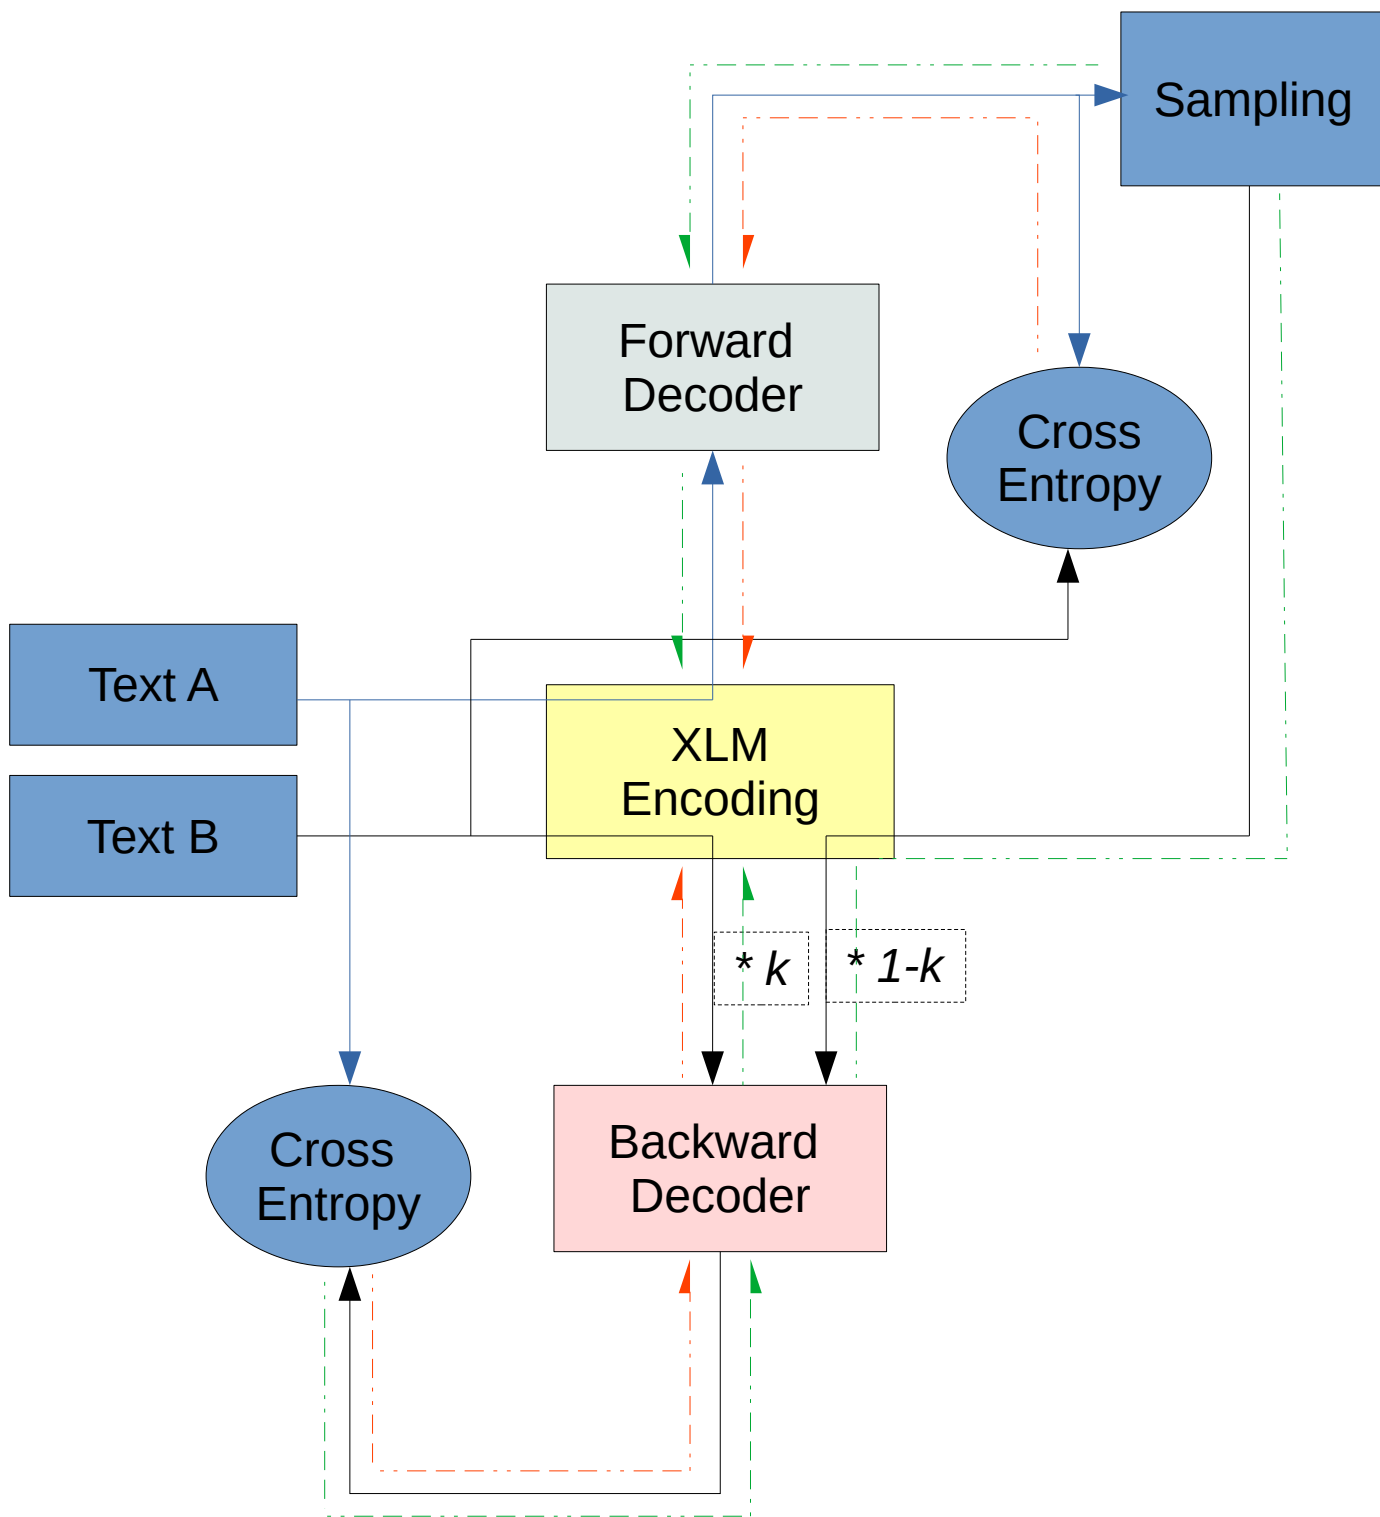 Sampling
Forward
Decoder
Cross
Entropy
Text A
XLM
Encoding
Text B
* k
* 1-k
Cross
Entropy
Backward
Decoder